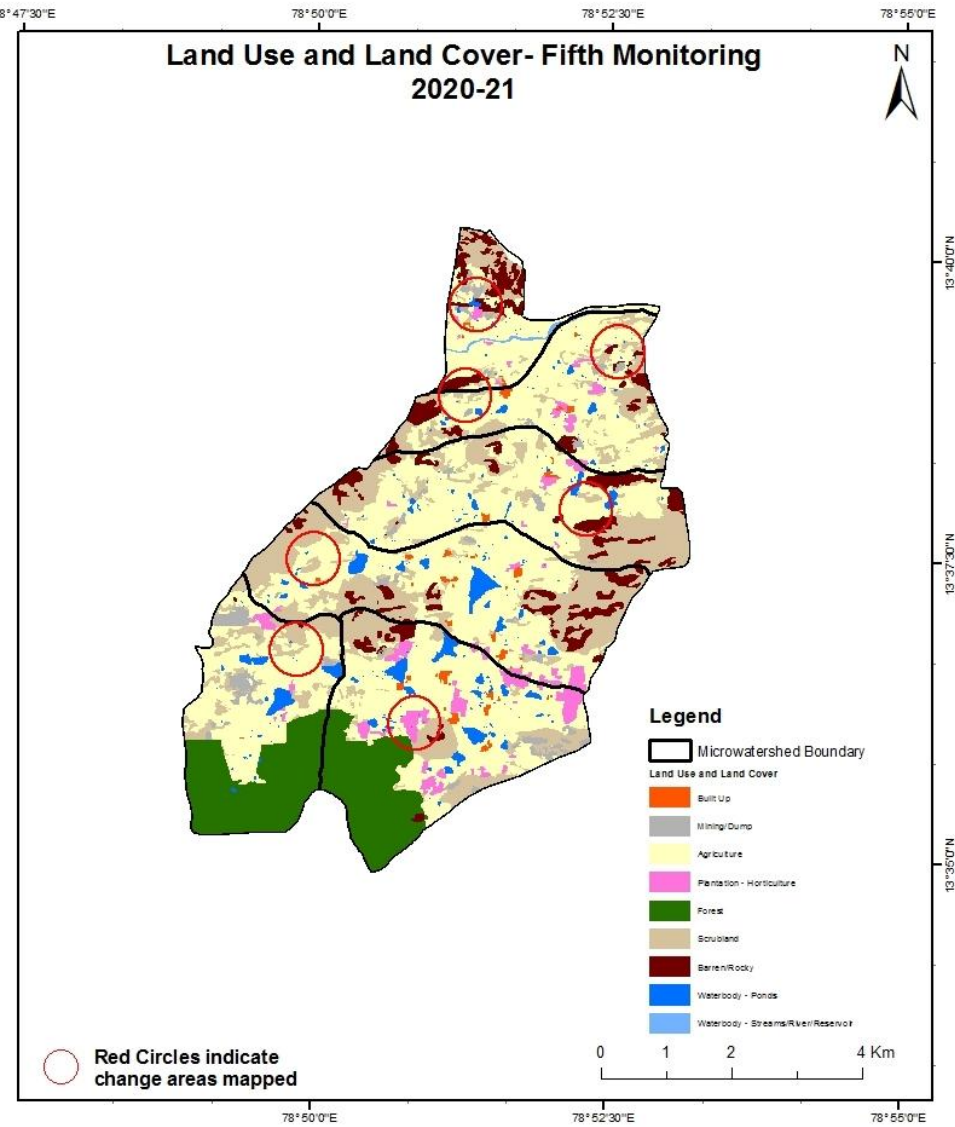 8°47'30"E 78°50'0"E 78°52'30"E 78°55'0"E
Land Use and Land Cover- Fifth Monitoring
2020-21
N
13°40'0"N
13°37'30"N
13°35'0"N
Legend
Microwatershed Boundary
Land Use and Land Cover
Built Up
Mining/Dump
Agriculture
Plantation - Horticulture
Forest
Scrubland
Barren/Rocky
Waterbody - Ponds
Waterbody - Streams/River/Reservoir
Red Circles indicate
change areas mapped
0 1 2 4 Km
78°50'0"E 78°52'30"E 78°55'0"E